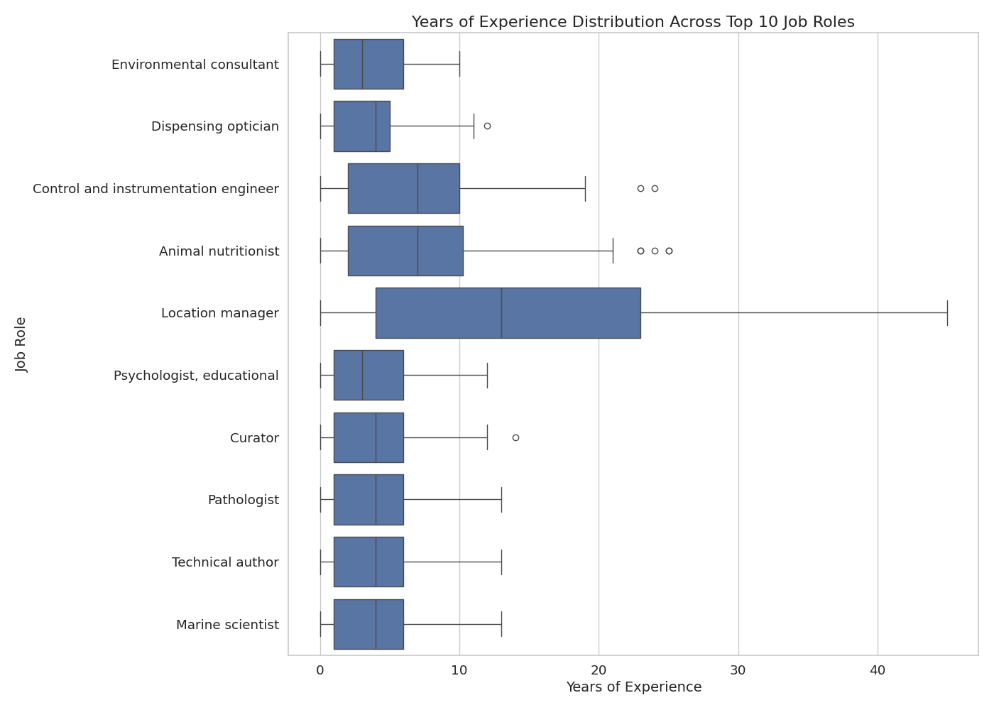 Years of Experience Distribution Across Top 10 Job Roles
Job Role
Environmental consultant
Dispensing optician
Control and instrumentation engineer
Animal nutritionist
Location manager
Psychologist, educational
Curator
Pathologist
Technical author
Marine scientist
0 10 20 30 40
Years of Experience